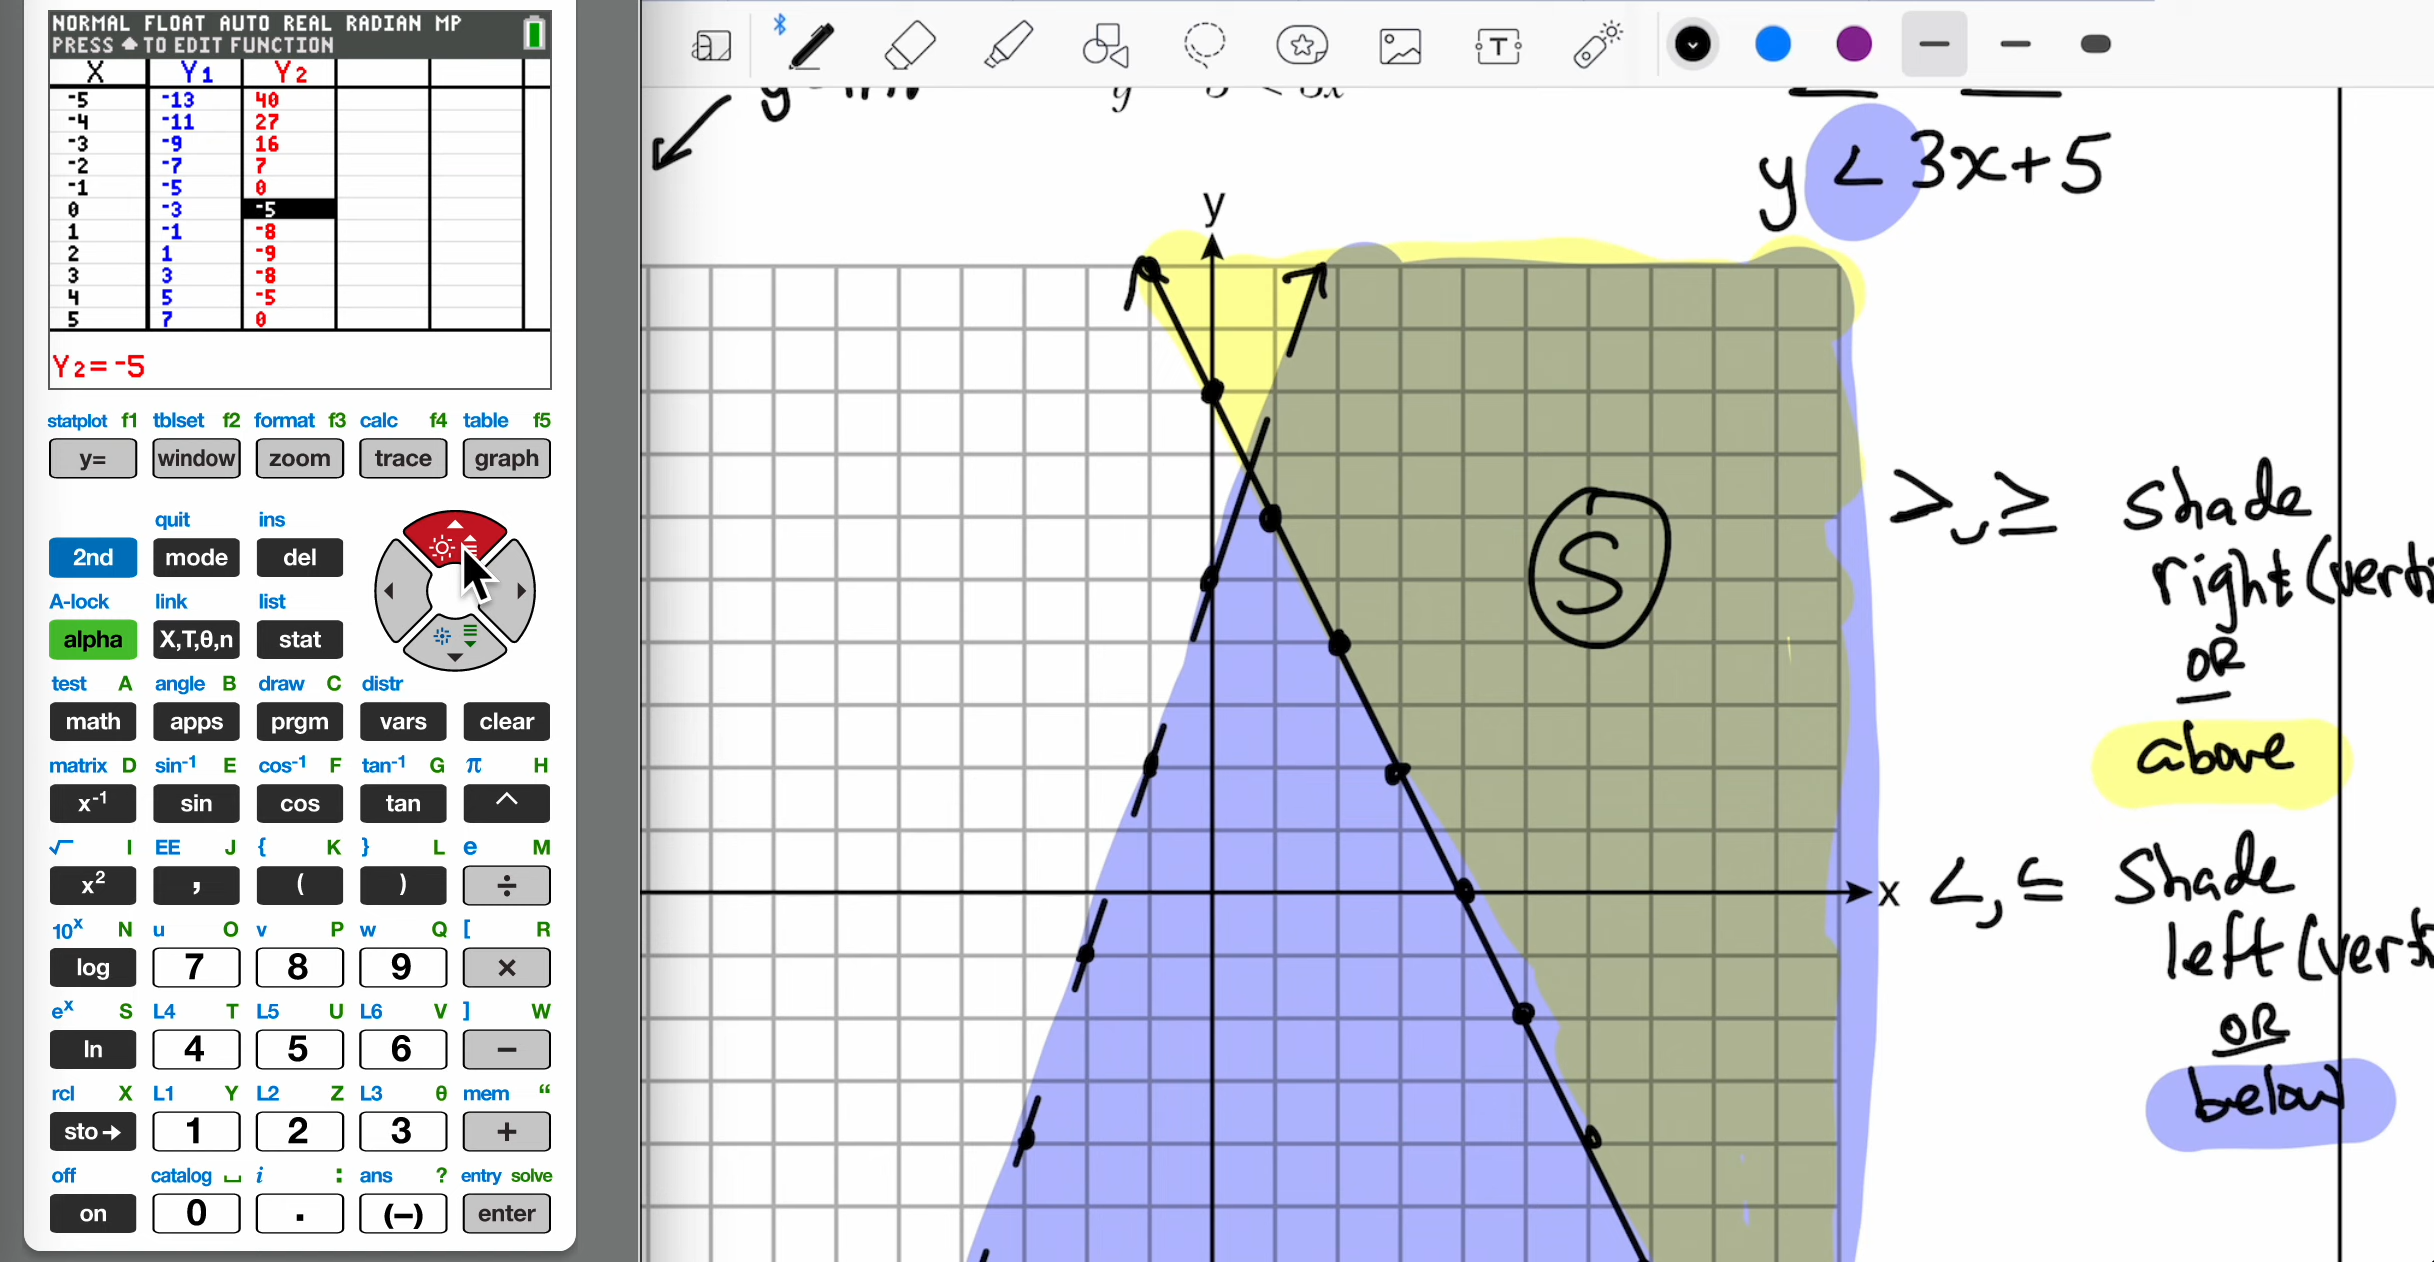 NORMAL FLOAT AUTO REAL RADIAN MP
PRESS TO EDIT FUNCTION
X Y1 Y2
-5 -13 40
-4 -11 27
-3 -9 16
-2 -7 7
-1 -5 0
0 -3 -5
1 -1 -8
2 1 -9
3 3 -8
4 5 -5
5 7 0
Y2=-5
statplot f1 tblset f2 format f3 calc f4 table f5
y= window zoom trace graph
quit ins
2nd mode del
A-lock link list
alpha X,T,θ,n stat
test A angle B draw C distr
math apps prgm vars clear
matrix D sin-1 E cos-1 F tan-1 G π H
x-1 sin cos tan ^
√ I EE J { K } L e M
x2 , ( ) ÷
10x N u O v P w Q [ R
log 7 8 9 ×
ex S L4 T L5 U L6 V ] W
ln 4 5 6 −
rcl X L1 Y L2 Z L3 θ mem “
sto→ 1 2 3 +
off catalog ⎵ i : ans ? entry solve
on 0 . (−) enter
T
y < 3x+5
y
S
x
>, ≥ shade
right (verti
OR
above
<, ≤ shade
left (verti
OR
below